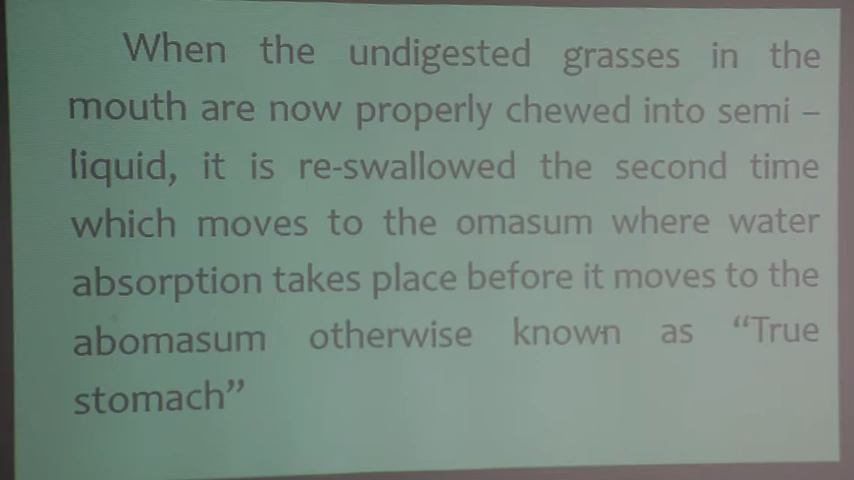 When the undigested grasses in the
mouth are now properly chewed into semi –
liquid, it is re-swallowed the second time
which moves to the omasum where water
absorption takes place before it moves to the
abomasum otherwise known as “True
stomach”